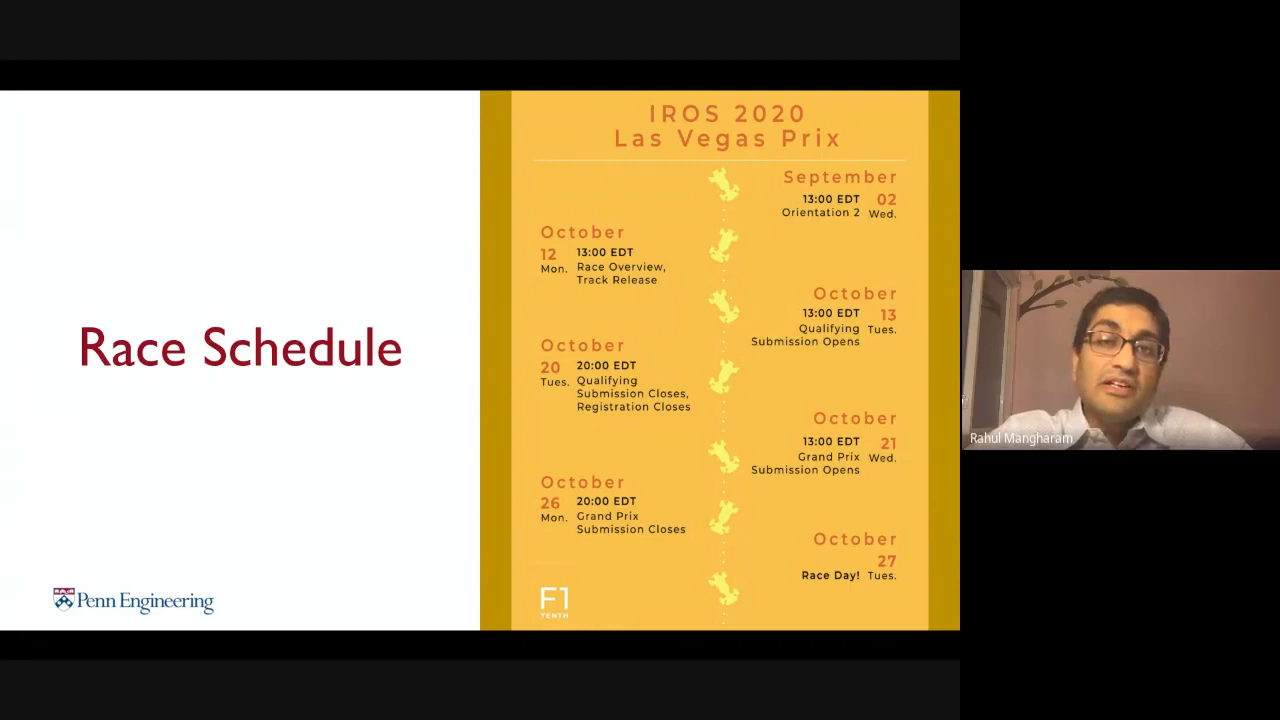 Race Schedule
Penn Engineering
IROS 2020
Las Vegas Prix
September
13:00 EDT 02
Orientation 2 Wed.
October
12 13:00 EDT
Mon. Race Overview,
Track Release
October
13:00 EDT 13
Qualifying Tues.
Submission Opens
October
20 20:00 EDT
Tues. Qualifying
Submission Closes,
Registration Closes
October
13:00 EDT 21
Grand Prix Wed.
Submission Opens
October
26 20:00 EDT
Mon. Grand Prix
Submission Closes
October
27
Race Day! Tues.
F1
TENTH
Rahul Mangharam